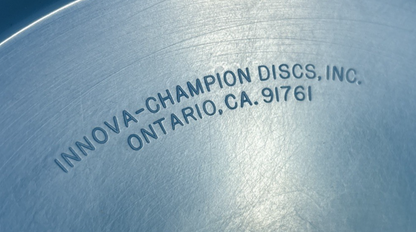 INNOVA-CHAMPION DISCS, INC.
ONTARIO, CA. 91761